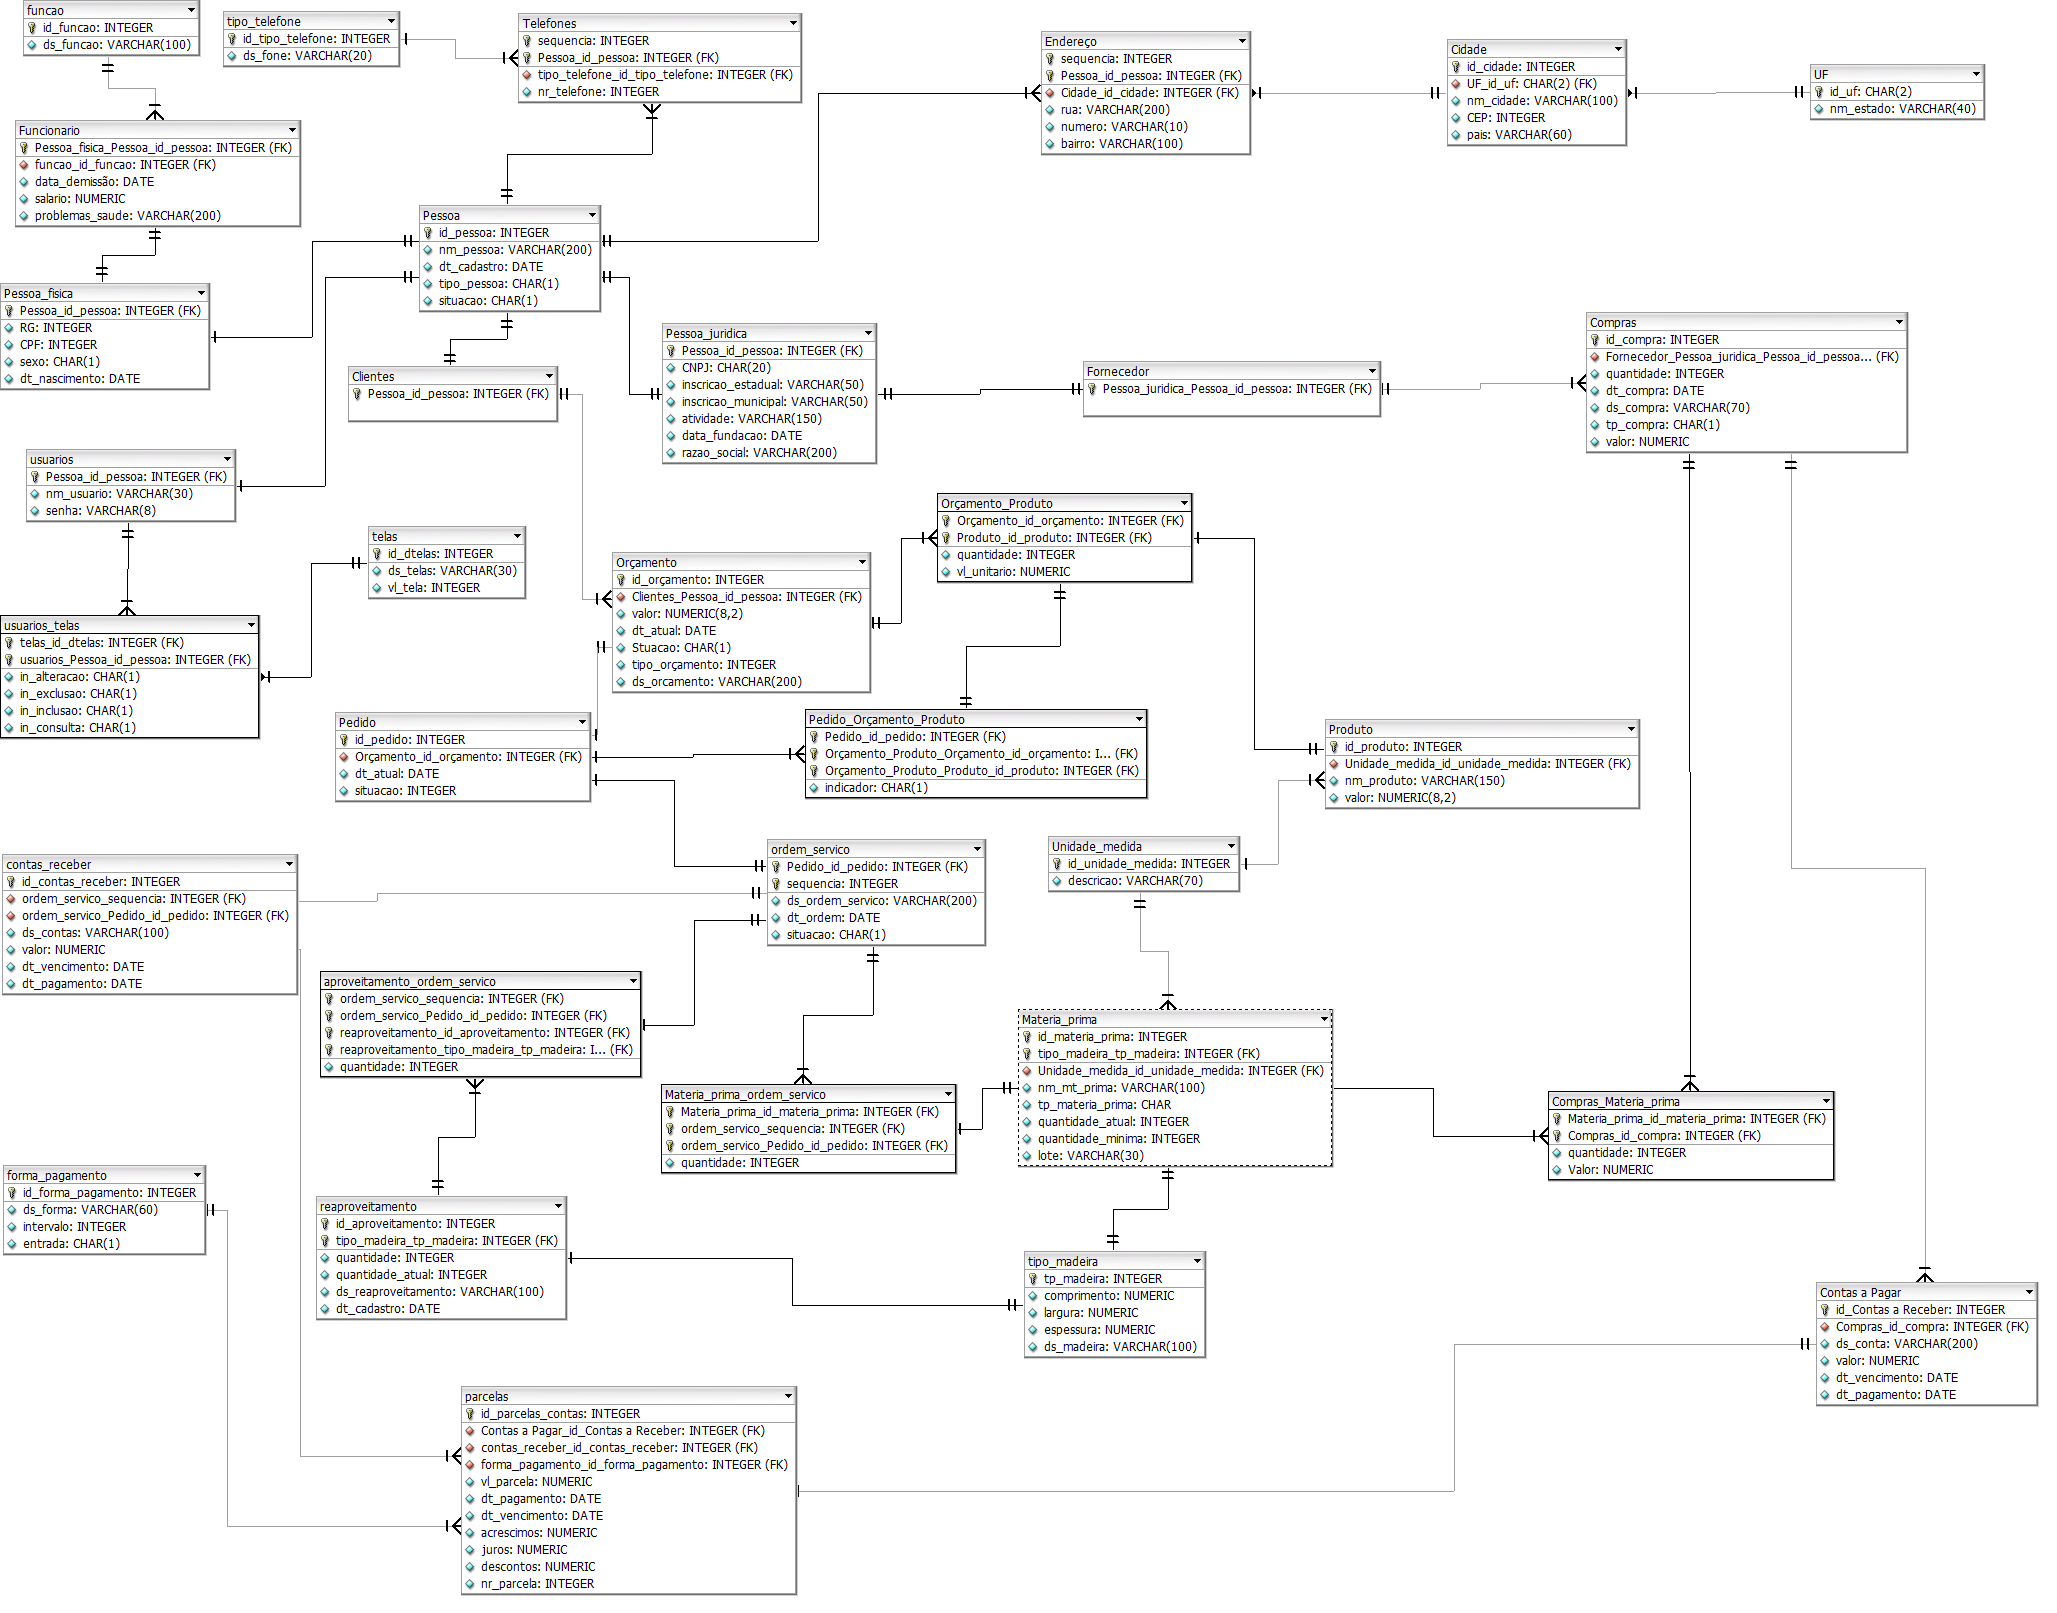 funcao
id_funcao: INTEGER
ds_funcao: VARCHAR(100)
tipo_telefone
id_tipo_telefone: INTEGER
ds_fone: VARCHAR(20)
Telefones
sequencia: INTEGER
Pessoa_id_pessoa: INTEGER (FK)
tipo_telefone_id_tipo_telefone: INTEGER (FK)
nr_telefone: INTEGER
Endereço
sequencia: INTEGER
Pessoa_id_pessoa: INTEGER (FK)
Cidade_id_cidade: INTEGER (FK)
rua: VARCHAR(200)
numero: VARCHAR(10)
bairro: VARCHAR(100)
Cidade
id_cidade: INTEGER
UF_id_uf: CHAR(2) (FK)
nm_cidade: VARCHAR(100)
CEP: INTEGER
pais: VARCHAR(60)
UF
id_uf: CHAR(2)
nm_estado: VARCHAR(40)
Funcionario
Pessoa_fisica_Pessoa_id_pessoa: INTEGER (FK)
funcao_id_funcao: INTEGER (FK)
data_demissão: DATE
salario: NUMERIC
problemas_saude: VARCHAR(200)
Pessoa
id_pessoa: INTEGER
nm_pessoa: VARCHAR(200)
dt_cadastro: DATE
tipo_pessoa: CHAR(1)
situacao: CHAR(1)
Pessoa_fisica
Pessoa_id_pessoa: INTEGER (FK)
RG: INTEGER
CPF: INTEGER
sexo: CHAR(1)
dt_nascimento: DATE
Clientes
Pessoa_id_pessoa: INTEGER (FK)
Pessoa_juridica
Pessoa_id_pessoa: INTEGER (FK)
CNPJ: CHAR(20)
inscricao_estadual: VARCHAR(50)
inscricao_municipal: VARCHAR(50)
atividade: VARCHAR(150)
data_fundacao: DATE
razao_social: VARCHAR(200)
Fornecedor
Pessoa_juridica_Pessoa_id_pessoa: INTEGER (FK)
Compras
id_compra: INTEGER
Fornecedor_Pessoa_juridica_Pessoa_id_pessoa... (FK)
quantidade: INTEGER
dt_compra: DATE
ds_compra: VARCHAR(70)
tp_compra: CHAR(1)
valor: NUMERIC
usuarios
Pessoa_id_pessoa: INTEGER (FK)
nm_usuario: VARCHAR(30)
senha: VARCHAR(8)
telas
id_dtelas: INTEGER
ds_telas: VARCHAR(30)
vl_tela: INTEGER
Orçamento
id_orçamento: INTEGER
Clientes_Pessoa_id_pessoa: INTEGER (FK)
valor: NUMERIC(8,2)
dt_atual: DATE
Stuacao: CHAR(1)
tipo_orçamento: INTEGER
ds_orcamento: VARCHAR(200)
Orçamento_Produto
Orçamento_id_orçamento: INTEGER (FK)
Produto_id_produto: INTEGER (FK)
quantidade: INTEGER
vl_unitario: NUMERIC
usuarios_telas
telas_id_dtelas: INTEGER (FK)
usuarios_Pessoa_id_pessoa: INTEGER (FK)
in_alteracao: CHAR(1)
in_exclusao: CHAR(1)
in_inclusao: CHAR(1)
in_consulta: CHAR(1)
Pedido
id_pedido: INTEGER
Orçamento_id_orçamento: INTEGER (FK)
dt_atual: DATE
situacao: INTEGER
Pedido_Orçamento_Produto
Pedido_id_pedido: INTEGER (FK)
Orçamento_Produto_Orçamento_id_orçamento: I... (FK)
Orçamento_Produto_Produto_id_produto: INTEGER (FK)
indicador: CHAR(1)
Produto
id_produto: INTEGER
Unidade_medida_id_unidade_medida: INTEGER (FK)
nm_produto: VARCHAR(150)
valor: NUMERIC(8,2)
contas_receber
id_contas_receber: INTEGER
ordem_servico_sequencia: INTEGER (FK)
ordem_servico_Pedido_id_pedido: INTEGER (FK)
ds_contas: VARCHAR(100)
valor: NUMERIC
dt_vencimento: DATE
dt_pagamento: DATE
ordem_servico
Pedido_id_pedido: INTEGER (FK)
sequencia: INTEGER
ds_ordem_servico: VARCHAR(200)
dt_ordem: DATE
situacao: CHAR(1)
Unidade_medida
id_unidade_medida: INTEGER
descricao: VARCHAR(70)
aproveitamento_ordem_servico
ordem_servico_sequencia: INTEGER (FK)
ordem_servico_Pedido_id_pedido: INTEGER (FK)
reaproveitamento_id_aproveitamento: INTEGER (FK)
reaproveitamento_tipo_madeira_tp_madeira: I... (FK)
quantidade: INTEGER
Materia_prima
id_materia_prima: INTEGER
tipo_madeira_tp_madeira: INTEGER (FK)
Unidade_medida_id_unidade_medida: INTEGER (FK)
nm_mt_prima: VARCHAR(100)
tp_materia_prima: CHAR
quantidade_atual: INTEGER
quantidade_minima: INTEGER
lote: VARCHAR(30)
Materia_prima_ordem_servico
Materia_prima_id_materia_prima: INTEGER (FK)
ordem_servico_sequencia: INTEGER (FK)
ordem_servico_Pedido_id_pedido: INTEGER (FK)
quantidade: INTEGER
Compras_Materia_prima
Materia_prima_id_materia_prima: INTEGER (FK)
Compras_id_compra: INTEGER (FK)
quantidade: INTEGER
Valor: NUMERIC
forma_pagamento
id_forma_pagamento: INTEGER
ds_forma: VARCHAR(60)
intervalo: INTEGER
entrada: CHAR(1)
reaproveitamento
id_aproveitamento: INTEGER
tipo_madeira_tp_madeira: INTEGER (FK)
quantidade: INTEGER
quantidade_atual: INTEGER
ds_reaproveitamento: VARCHAR(100)
dt_cadastro: DATE
tipo_madeira
tp_madeira: INTEGER
comprimento: NUMERIC
largura: NUMERIC
espessura: NUMERIC
ds_madeira: VARCHAR(100)
Contas a Pagar
id_Contas a Receber: INTEGER
Compras_id_compra: INTEGER (FK)
ds_conta: VARCHAR(200)
valor: NUMERIC
dt_vencimento: DATE
dt_pagamento: DATE
parcelas
id_parcelas_contas: INTEGER
Contas a Pagar_id_Contas a Receber: INTEGER (FK)
contas_receber_id_contas_receber: INTEGER (FK)
forma_pagamento_id_forma_pagamento: INTEGER (FK)
vl_parcela: NUMERIC
dt_pagamento: DATE
dt_vencimento: DATE
acrescimos: NUMERIC
juros: NUMERIC
descontos: NUMERIC
nr_parcela: INTEGER